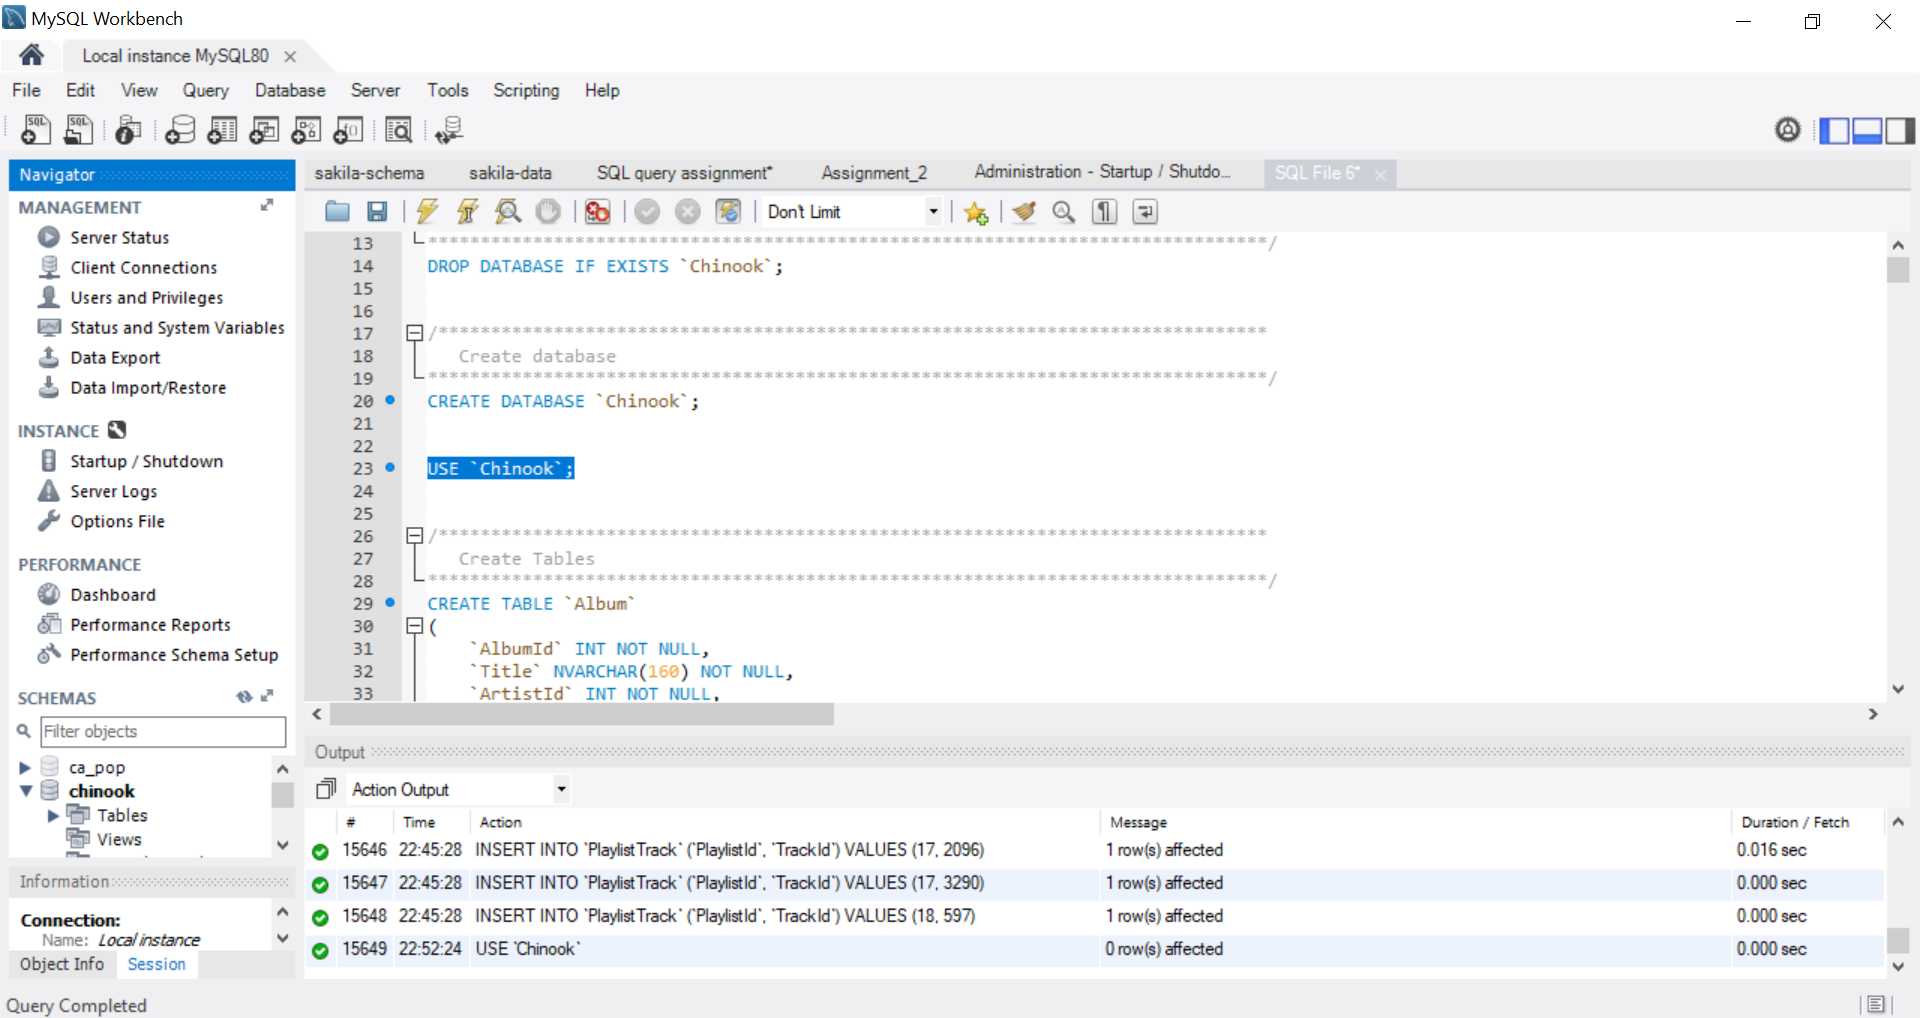 MySQL Workbench
Local instance MySQL80
File Edit View Query Database Server Tools Scripting Help
Navigator
MANAGEMENT
Server Status
Client Connections
Users and Privileges
Status and System Variables
Data Export
Data Import/Restore
INSTANCE
Startup / Shutdown
Server Logs
Options File
PERFORMANCE
Dashboard
Performance Reports
Performance Schema Setup
SCHEMAS
Filter objects
ca_pop
chinook
Tables
Views
Information
Connection:
Name: Local instance
Object Info Session
sakila-schema sakila-data SQL query assignment* Assignment_2 Administration - Startup / Shutdo... SQL File 6*
Don't Limit
13 *******************************************************************************/
14 DROP DATABASE IF EXISTS `Chinook`;
15
16
17 /*******************************************************************************
18 Create database
19 ********************************************************************************/
20 CREATE DATABASE `Chinook`;
21
22
23 USE `Chinook`;
24
25
26 /*******************************************************************************
27 Create Tables
28 ********************************************************************************/
29 CREATE TABLE `Album`
30 (
31 `AlbumId` INT NOT NULL,
32 `Title` NVARCHAR(160) NOT NULL,
33 `ArtistId` INT NOT NULL,
Output
Action Output
# Time Action Message Duration / Fetch
15646 22:45:28 INSERT INTO `PlaylistTrack` (`PlaylistId`, `TrackId`) VALUES (17, 2096) 1 row(s) affected 0.016 sec
15647 22:45:28 INSERT INTO `PlaylistTrack` (`PlaylistId`, `TrackId`) VALUES (17, 3290) 1 row(s) affected 0.000 sec
15648 22:45:28 INSERT INTO `PlaylistTrack` (`PlaylistId`, `TrackId`) VALUES (18, 597) 1 row(s) affected 0.000 sec
15649 22:52:24 USE `Chinook` 0 row(s) affected 0.000 sec
Query Completed